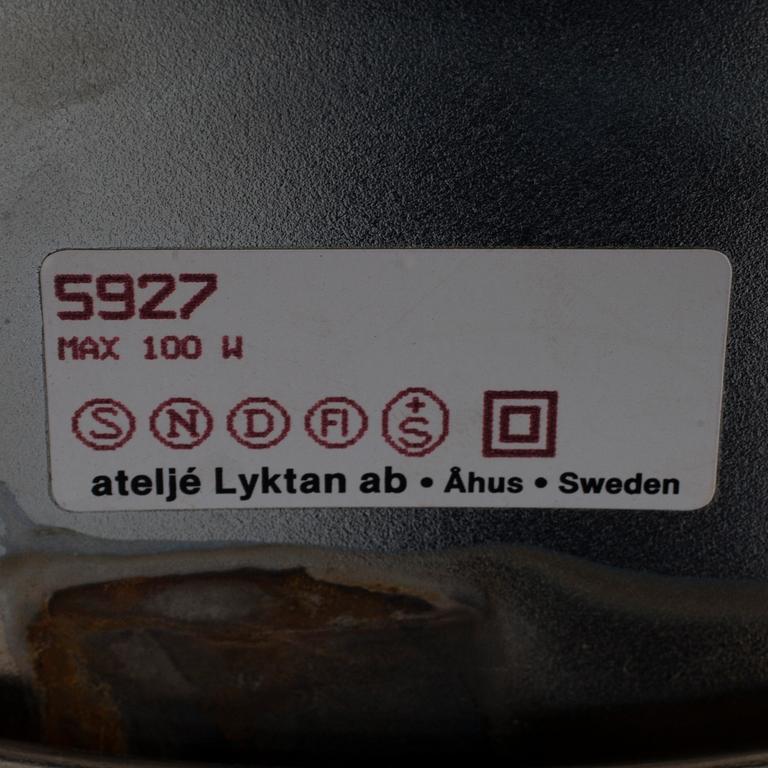 5927
MAX 100 W
S N D FI +S
ateljé Lyktan ab • Åhus • Sweden